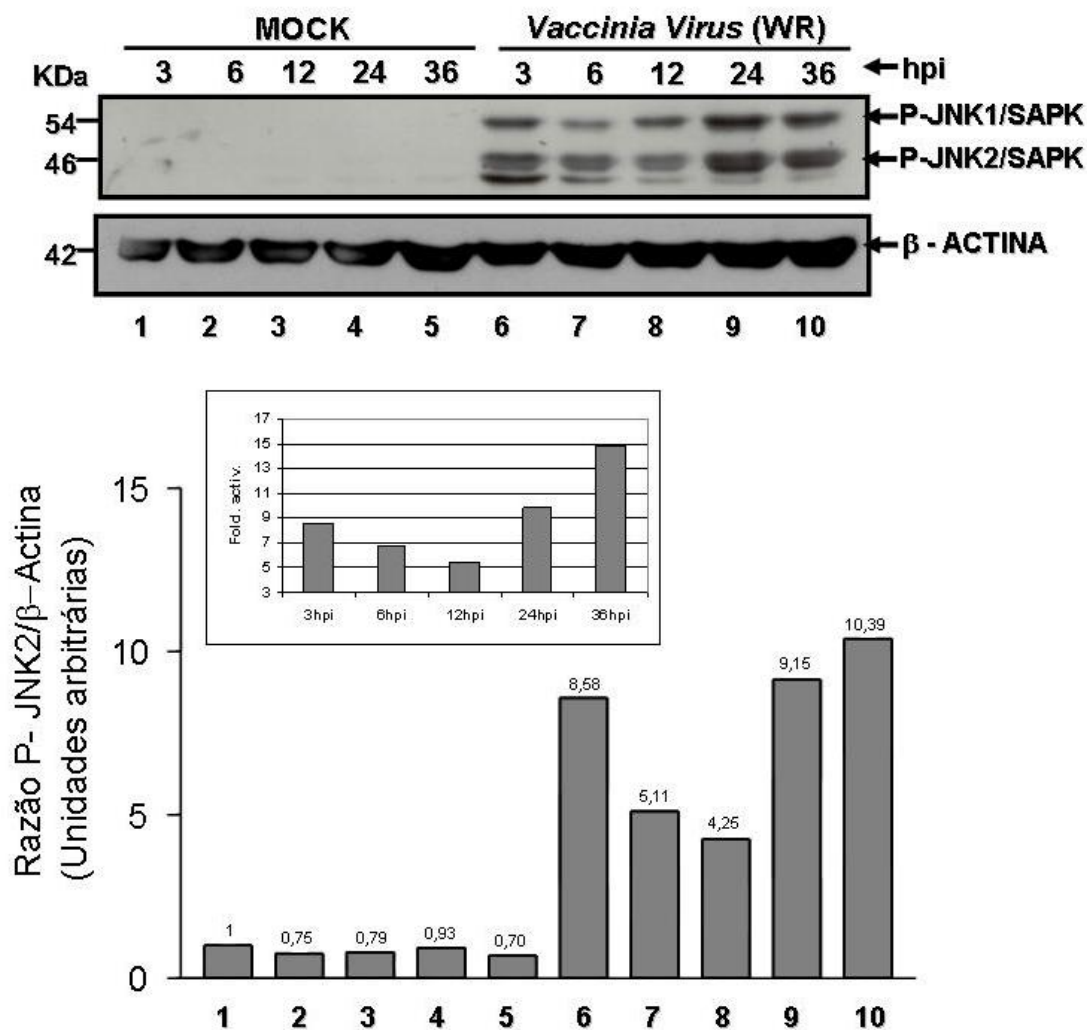 MOCK Vaccinia Virus (WR)
KDa 3 6 12 24 36 3 6 12 24 36 hpi
54 P-JNK1/SAPK
46 P-JNK2/SAPK
42 β - ACTINA
1 2 3 4 5 6 7 8 9 10
17
15
13
11
9
7
5
3
Fold. activ.
3hpi 6hpi 12hpi 24hpi 36hpi
Razão P- JNK2/β–Actina
(Unidades arbitrárias)
15
10
5
0
1 0,75 0,79 0,93 0,70 8,58 5,11 4,25 9,15 10,39
1 2 3 4 5 6 7 8 9 10